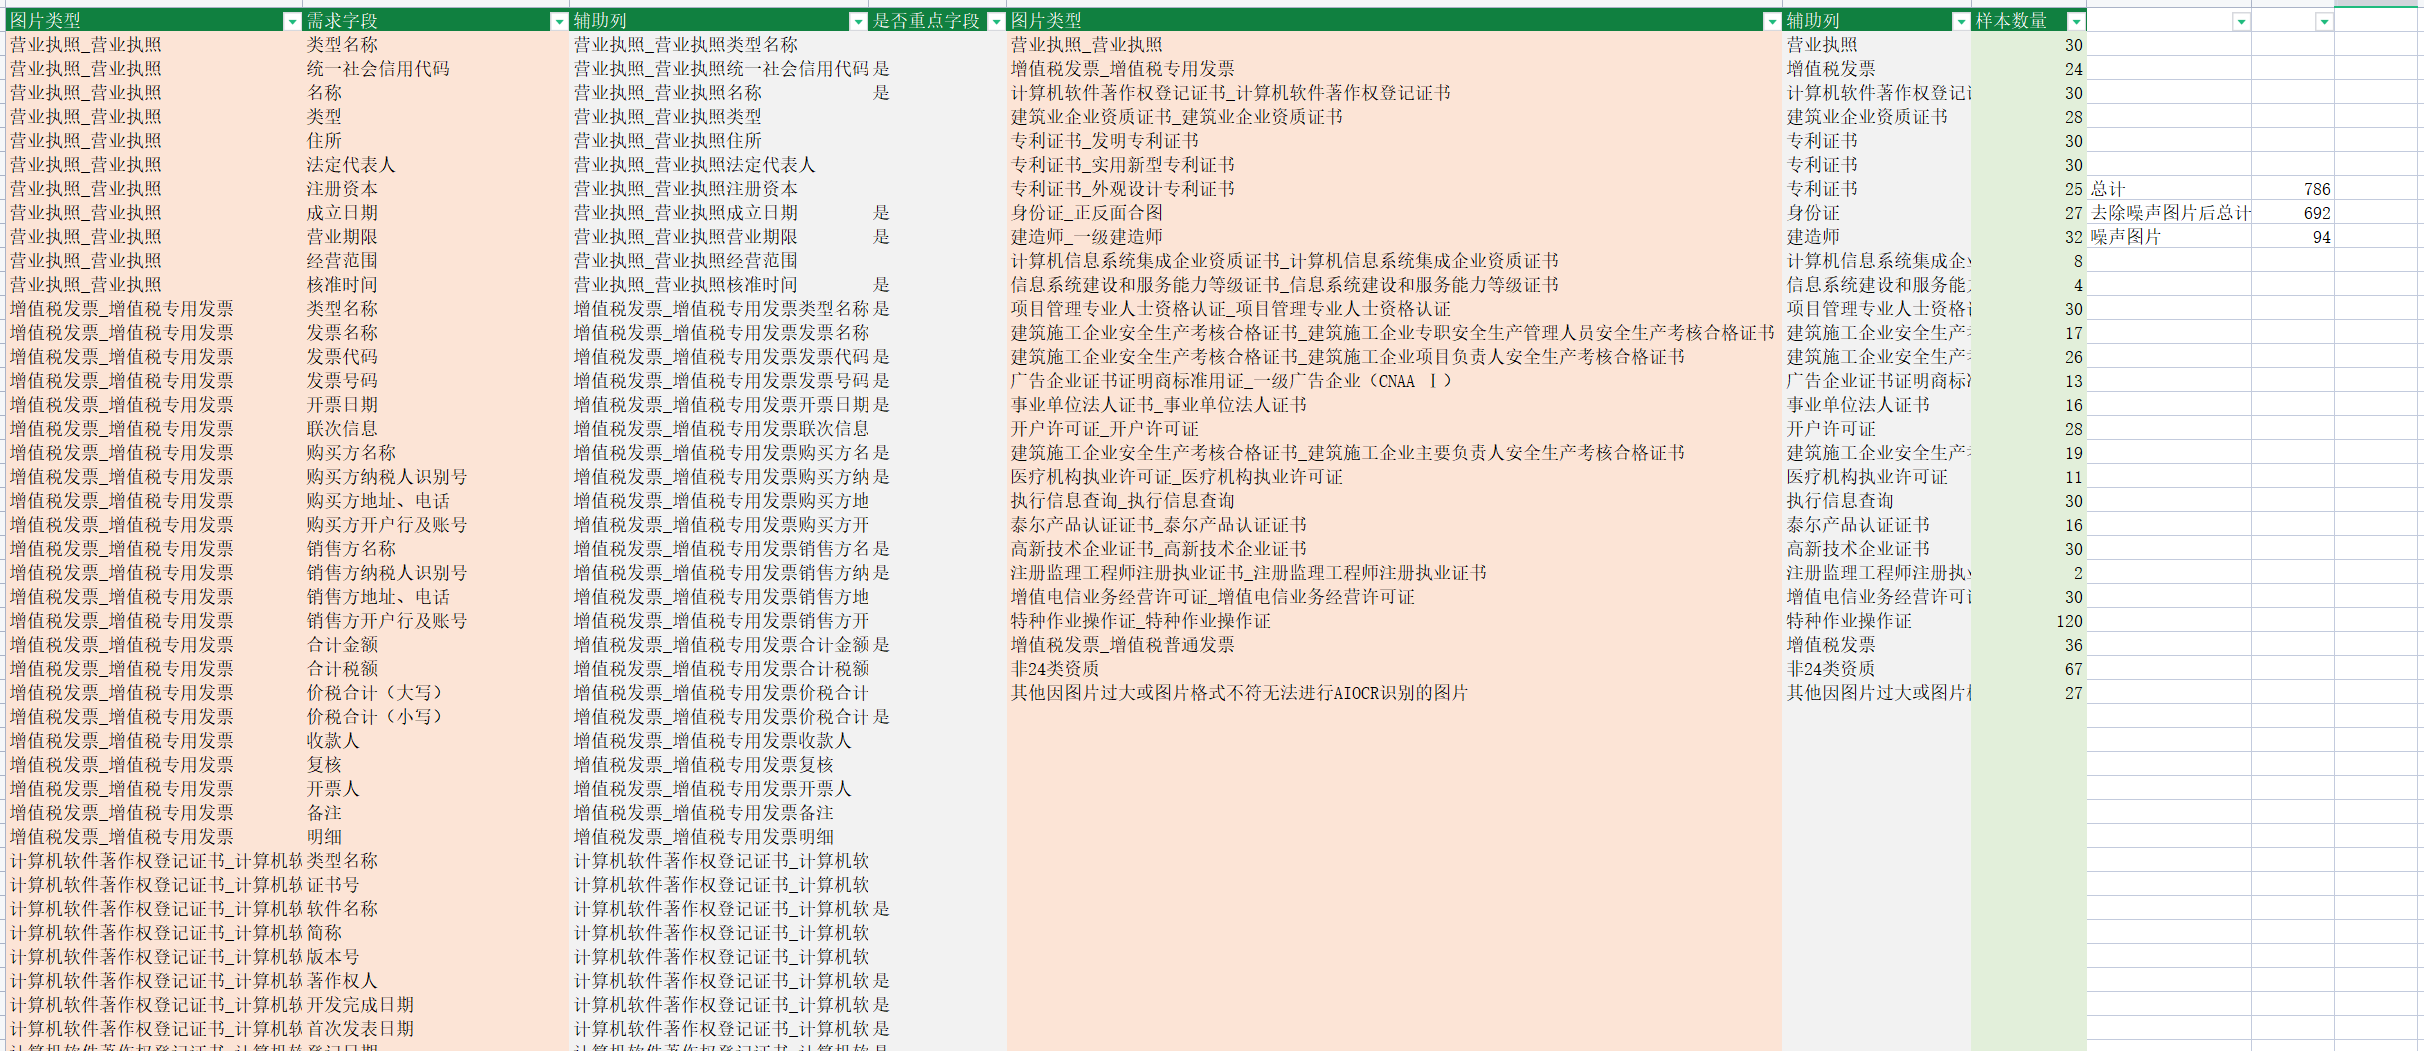 图片类型 需求字段 辅助列 是否重点字段 图片类型 辅助列 样本数量
营业执照_营业执照 类型名称 营业执照_营业执照类型名称 营业执照_营业执照 营业执照 30
营业执照_营业执照 统一社会信用代码 营业执照_营业执照统一社会信用代码 是 增值税发票_增值税专用发票 增值税发票 24
营业执照_营业执照 名称 营业执照_营业执照名称 是 计算机软件著作权登记证书_计算机软件著作权登记证书 计算机软件著作权登记 30
营业执照_营业执照 类型 营业执照_营业执照类型 建筑业企业资质证书_建筑业企业资质证书 建筑业企业资质证书 28
营业执照_营业执照 住所 营业执照_营业执照住所 专利证书_发明专利证书 专利证书 30
营业执照_营业执照 法定代表人 营业执照_营业执照法定代表人 专利证书_实用新型专利证书 专利证书 30
营业执照_营业执照 注册资本 营业执照_营业执照注册资本 专利证书_外观设计专利证书 专利证书 25 总计 786
营业执照_营业执照 成立日期 营业执照_营业执照成立日期 是 身份证_正反面合图 身份证 27 去除噪声图片后总计 692
营业执照_营业执照 营业期限 营业执照_营业执照营业期限 是 建造师_一级建造师 建造师 32 噪声图片 94
营业执照_营业执照 经营范围 营业执照_营业执照经营范围 计算机信息系统集成企业资质证书_计算机信息系统集成企业资质证书 计算机信息系统集成企 8
营业执照_营业执照 核准时间 营业执照_营业执照核准时间 是 信息系统建设和服务能力等级证书_信息系统建设和服务能力等级证书 信息系统建设和服务能 4
增值税发票_增值税专用发票 类型名称 增值税发票_增值税专用发票类型名称 是 项目管理专业人士资格认证_项目管理专业人士资格认证 项目管理专业人士资格 30
增值税发票_增值税专用发票 发票名称 增值税发票_增值税专用发票发票名称 建筑施工企业安全生产考核合格证书_建筑施工企业专职安全生产管理人员安全生产考核合格证书 建筑施工企业安全生产 17
增值税发票_增值税专用发票 发票代码 增值税发票_增值税专用发票发票代码 是 建筑施工企业安全生产考核合格证书_建筑施工企业项目负责人安全生产考核合格证书 建筑施工企业安全生产 26
增值税发票_增值税专用发票 发票号码 增值税发票_增值税专用发票发票号码 是 广告企业证书证明商标准用证_一级广告企业（CNAA Ⅰ） 广告企业证书证明商标 13
增值税发票_增值税专用发票 开票日期 增值税发票_增值税专用发票开票日期 是 事业单位法人证书_事业单位法人证书 事业单位法人证书 16
增值税发票_增值税专用发票 联次信息 增值税发票_增值税专用发票联次信息 开户许可证_开户许可证 开户许可证 28
增值税发票_增值税专用发票 购买方名称 增值税发票_增值税专用发票购买方名 是 建筑施工企业安全生产考核合格证书_建筑施工企业主要负责人安全生产考核合格证书 建筑施工企业安全生产 19
增值税发票_增值税专用发票 购买方纳税人识别号 增值税发票_增值税专用发票购买方纳 是 医疗机构执业许可证_医疗机构执业许可证 医疗机构执业许可证 11
增值税发票_增值税专用发票 购买方地址、电话 增值税发票_增值税专用发票购买方地 执行信息查询_执行信息查询 执行信息查询 30
增值税发票_增值税专用发票 购买方开户行及账号 增值税发票_增值税专用发票购买方开 泰尔产品认证证书_泰尔产品认证证书 泰尔产品认证证书 16
增值税发票_增值税专用发票 销售方名称 增值税发票_增值税专用发票销售方名 是 高新技术企业证书_高新技术企业证书 高新技术企业证书 30
增值税发票_增值税专用发票 销售方纳税人识别号 增值税发票_增值税专用发票销售方纳 是 注册监理工程师注册执业证书_注册监理工程师注册执业证书 注册监理工程师注册执 2
增值税发票_增值税专用发票 销售方地址、电话 增值税发票_增值税专用发票销售方地 增值电信业务经营许可证_增值电信业务经营许可证 增值电信业务经营许可 30
增值税发票_增值税专用发票 销售方开户行及账号 增值税发票_增值税专用发票销售方开 特种作业操作证_特种作业操作证 特种作业操作证 120
增值税发票_增值税专用发票 合计金额 增值税发票_增值税专用发票合计金额 是 增值税发票_增值税普通发票 增值税发票 36
增值税发票_增值税专用发票 合计税额 增值税发票_增值税专用发票合计税额 非24类资质 非24类资质 67
增值税发票_增值税专用发票 价税合计（大写） 增值税发票_增值税专用发票价税合计 其他因图片过大或图片格式不符无法进行AIOCR识别的图片 其他因图片过大或图片 27
增值税发票_增值税专用发票 价税合计（小写） 增值税发票_增值税专用发票价税合计 是
增值税发票_增值税专用发票 收款人 增值税发票_增值税专用发票收款人
增值税发票_增值税专用发票 复核 增值税发票_增值税专用发票复核
增值税发票_增值税专用发票 开票人 增值税发票_增值税专用发票开票人
增值税发票_增值税专用发票 备注 增值税发票_增值税专用发票备注
增值税发票_增值税专用发票 明细 增值税发票_增值税专用发票明细
计算机软件著作权登记证书_计算机软 类型名称 计算机软件著作权登记证书_计算机软
计算机软件著作权登记证书_计算机软 证书号 计算机软件著作权登记证书_计算机软
计算机软件著作权登记证书_计算机软 软件名称 计算机软件著作权登记证书_计算机软 是
计算机软件著作权登记证书_计算机软 简称 计算机软件著作权登记证书_计算机软
计算机软件著作权登记证书_计算机软 版本号 计算机软件著作权登记证书_计算机软
计算机软件著作权登记证书_计算机软 著作权人 计算机软件著作权登记证书_计算机软 是
计算机软件著作权登记证书_计算机软 开发完成日期 计算机软件著作权登记证书_计算机软 是
计算机软件著作权登记证书_计算机软 首次发表日期 计算机软件著作权登记证书_计算机软 是